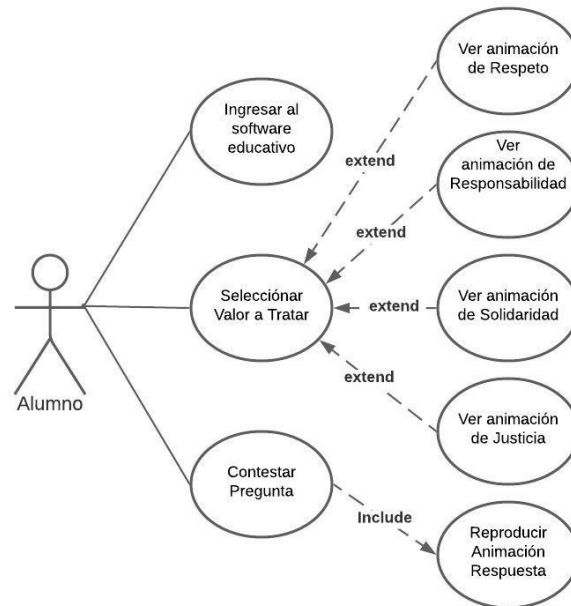 Ver animación
de Respeto
Ingresar al
software
educativo
extend
Ver
animación de
Responsabilidad
extend
Selecciónar
Valor a Tratar
extend
Ver animación
de Solidaridad
Alumno
extend
Ver animación
de Justicia
Contestar
Pregunta
Include
Reproducir
Animación
Respuesta